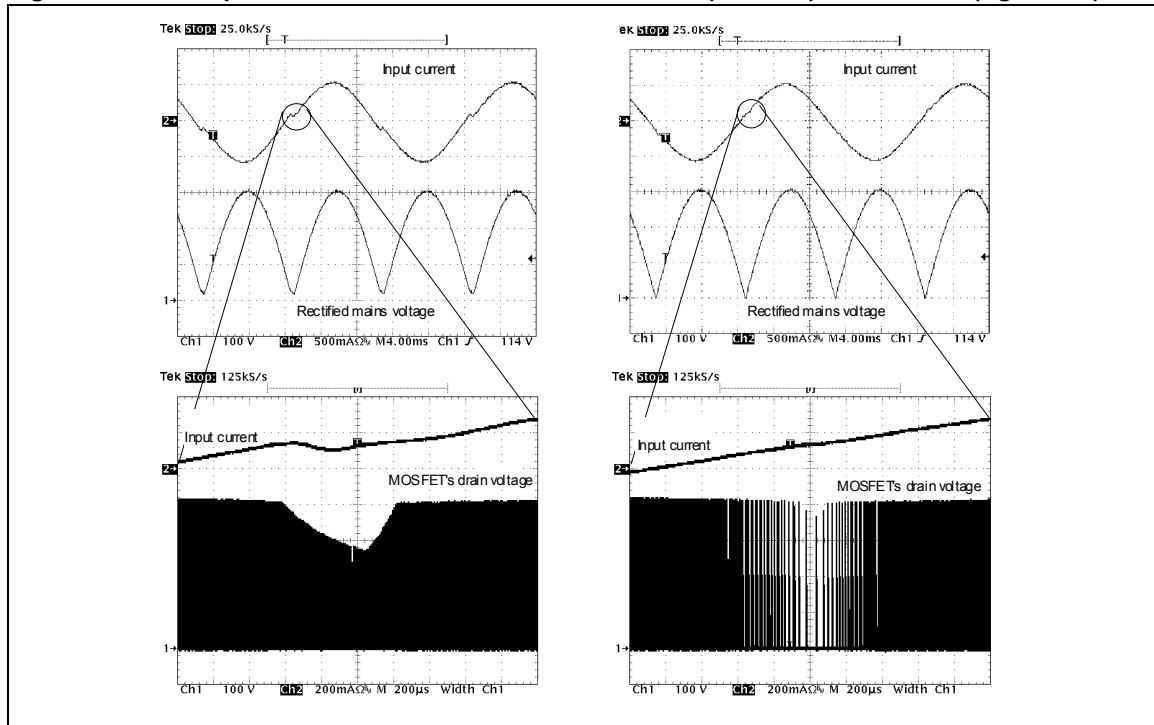 Tek Stop: 25.0kS/s
[ T ]
Input current
2→
T
T
1→
Rectified mains voltage
Ch1 100 V Ch2 500mAΩ M4.00ms Ch1 114 V
ek Stop: 25.0kS/s
[ T ]
Input current
2→
T
T
1→
Rectified mains voltage
Ch1 100 V Ch2 500mAΩ M4.00ms Ch1 114 V
Tek Stop: 125kS/s
Input current
T
2→
MOSFET's drain voltage
1→
Ch1 100 V Ch2 200mAΩ M 200µs Width Ch1
Tek Stop: 125kS/s
Input current
T
2→
MOSFET's drain voltage
1→
Ch1 100 V Ch2 200mAΩ M 200µs Width Ch1